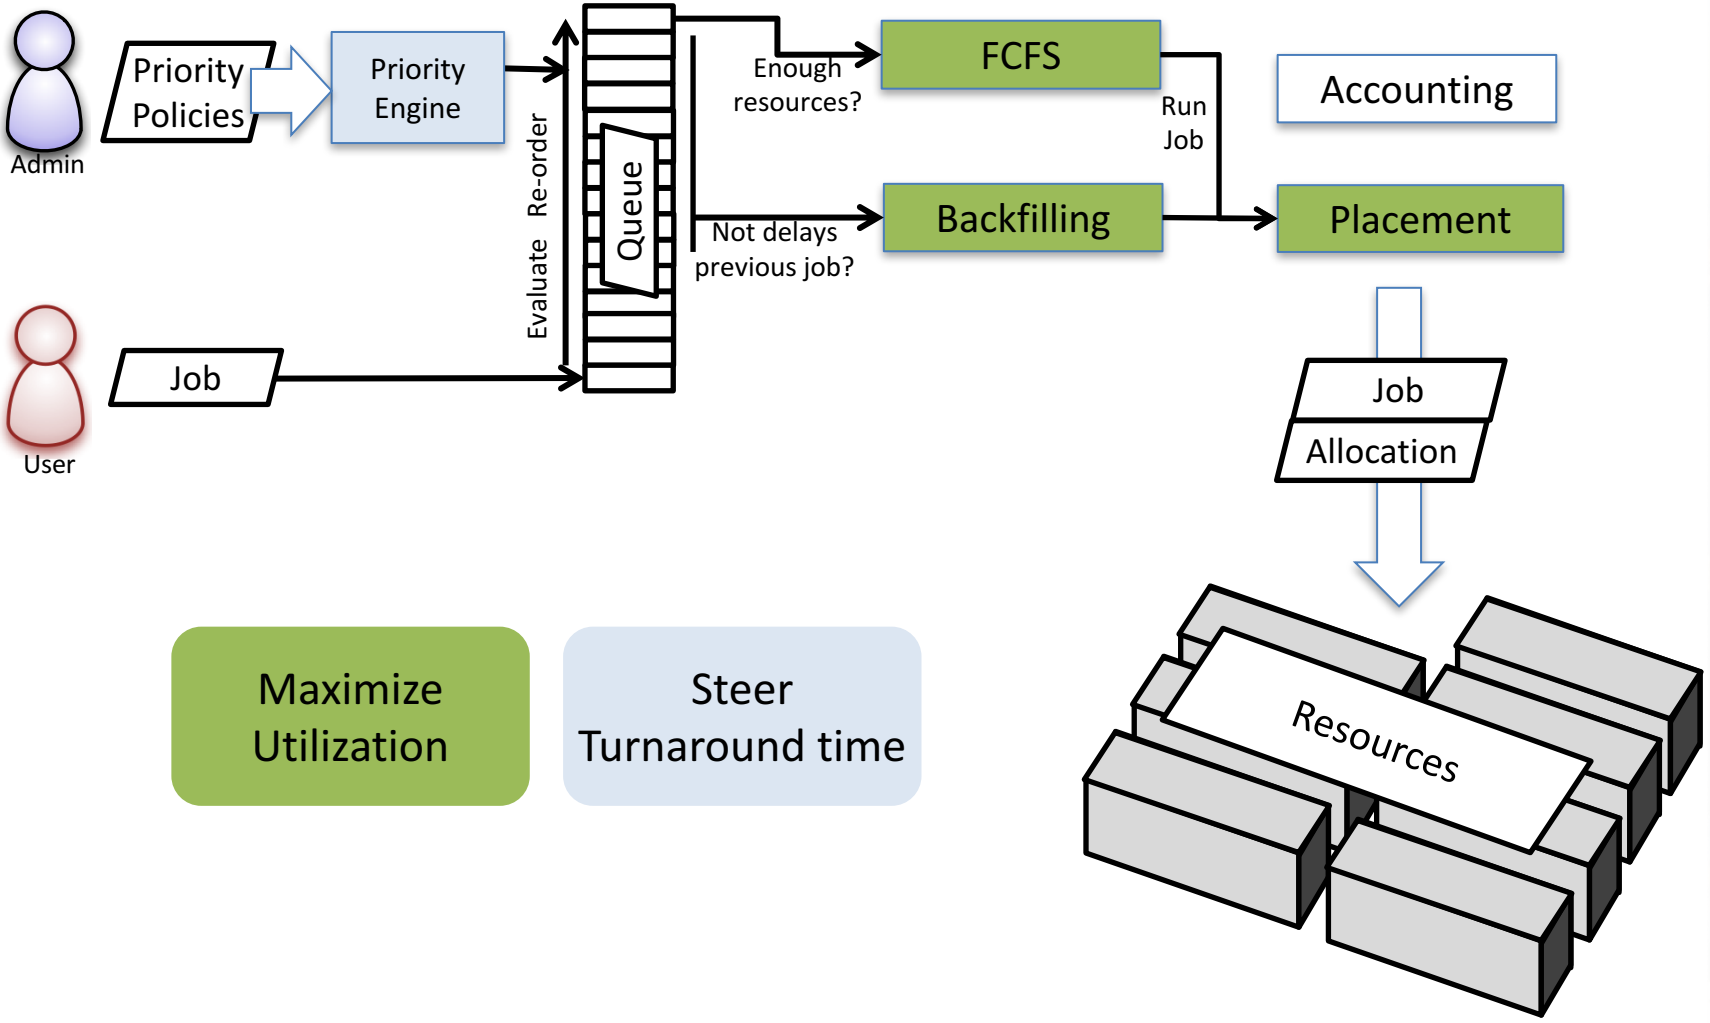 Admin
Priority
Policies
Priority
Engine
Evaluate Re-order
Queue
Enough
resources?
FCFS
Run
Job
Accounting
Not delays
previous job?
Backfilling
Placement
User
Job
Job
Allocation
Maximize
Utilization
Steer
Turnaround time
Resources